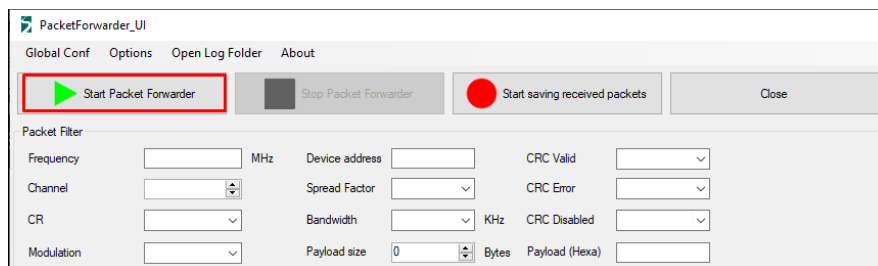 PacketForwarder_UI
Global Conf Options Open Log Folder About
Start Packet Forwarder Stop Packet Forwarder Start saving received packets Close
Packet Filter
Frequency MHz Device address CRC Valid
Channel Spread Factor CRC Error
CR Bandwidth KHz CRC Disabled
Modulation Payload size 0 Bytes Payload (Hexa)